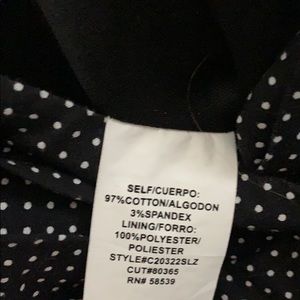 SELF/CUERPO:
97%COTTON/ALGODON
3%SPANDEX
LINING/FORRO:
100%POLYESTER/
POLIESTER
STYLE#C20322SLZ
CUT#80365
RN# 58539